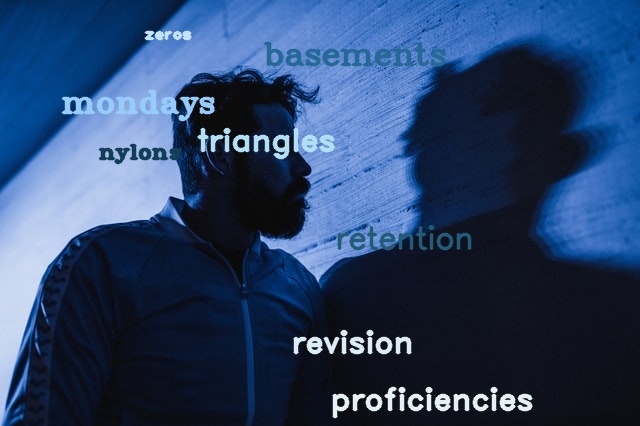 zeros
basements
mondays
triangles
nylons
retention
revision
proficiencies